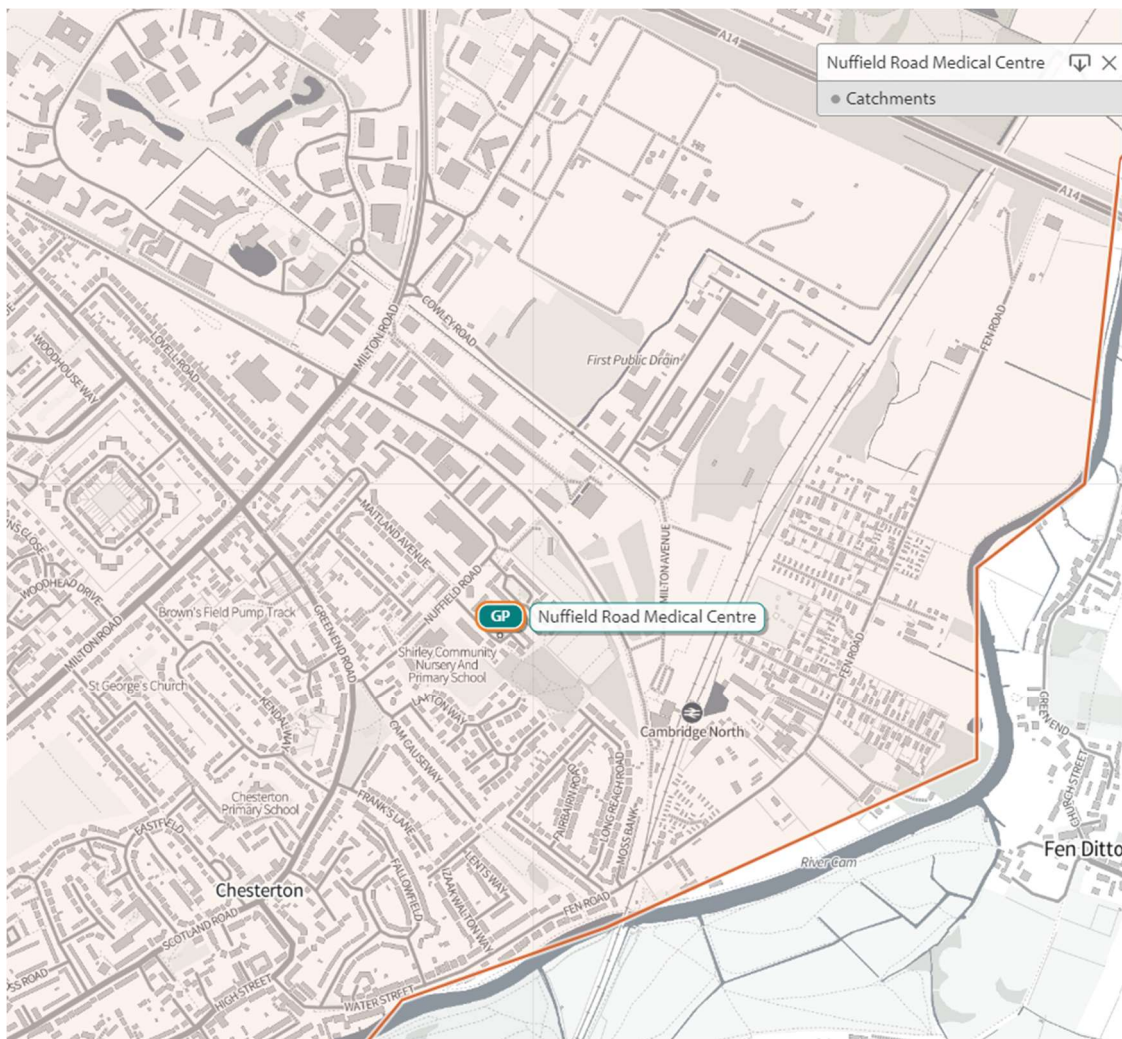 A14
Nuffield Road Medical Centre
Catchments
A14
HR
FEN ROAD
COWLEY ROAD
MILTON ROAD
LOVELL ROAD
WOODHOUSE WAY
First Public Drain
MAITLAND AVENUE
NUFFIELD ROAD
MILTON AVENUE
WOODHEAD DRIVE
Brown's Field Pump Track
GREEN END ROAD
GP
Nuffield Road Medical Centre
MILTON ROAD
Shirley Community
Nursery And
Primary School
FEN ROAD
St George's Church
KENDAL WAY
LAXTON WAY
CAM CAUSEWAY
Cambridge North
GREEN END
CHURCH STREET
Chesterton
Primary School
FRANK'S LANE
FAIRBAIRN ROAD
LONG REACH ROAD
MOSS BANK
EASTFIELD
FALLOWFIELD
LENTS WAY
IZAAK WALTON WAY
River Cam
Fen Ditto
Chesterton
FEN ROAD
SCOTLAND ROAD
HIGH STREET
WATER STREET
SS ROAD
NS CLOSE